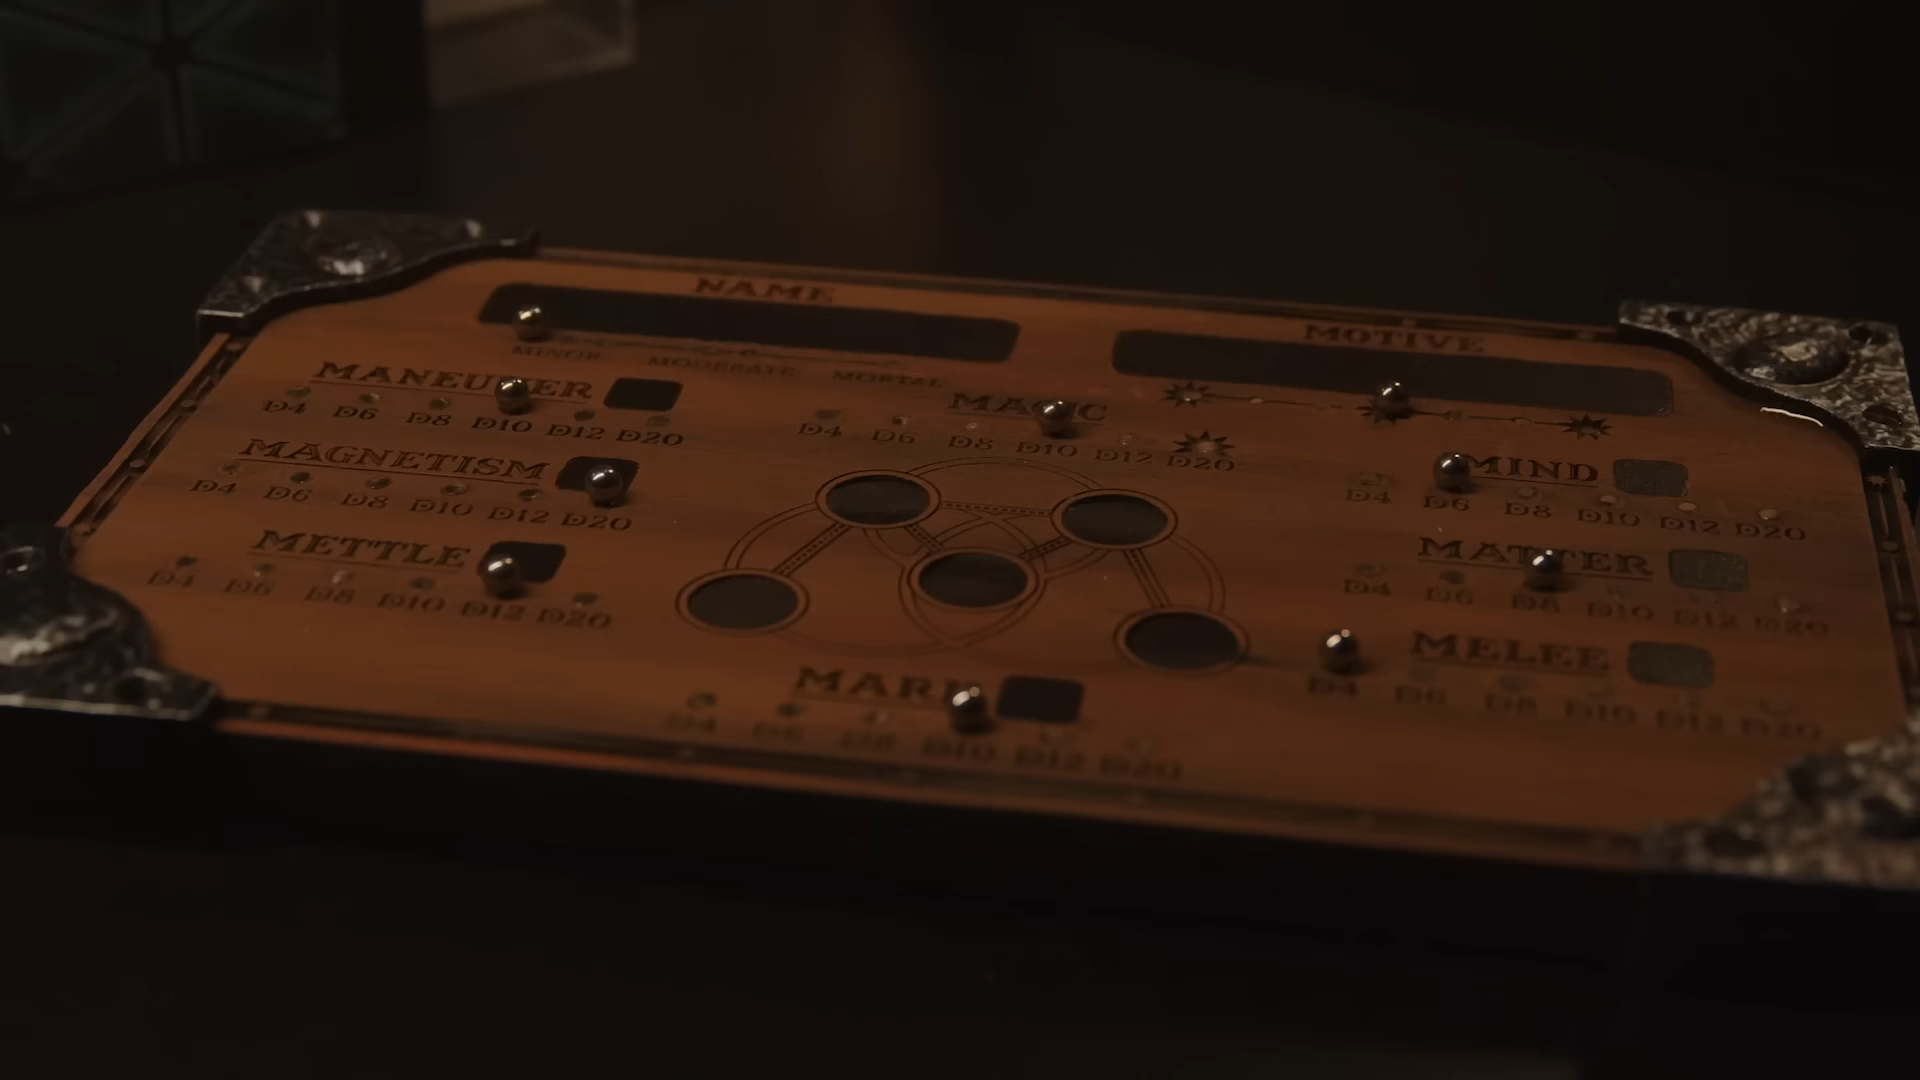 NAME
MOTIVE
MINOR MODERATE MORTAL
MANEUVER
D4 D6 D8 D10 D12 D20
MAGIC
D4 D6 D8 D10 D12 D20
MAGNETISM
D4 D6 D8 D10 D12 D20
MIND
D4 D6 D8 D10 D12 D20
METTLE
D4 D6 D8 D10 D12 D20
MATTER
D4 D6 D8 D10 D12 D20
MELEE
D4 D6 D8 D10 D12 D20
MARK
D4 D6 D8 D10 D12 D20